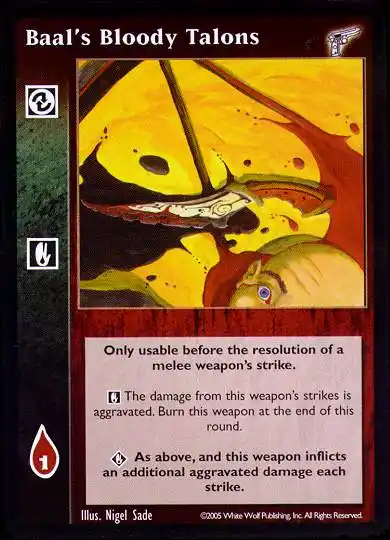 Baal's Bloody Talons
Only usable before the resolution of a
melee weapon's strike.
The damage from this weapon's strikes is
aggravated. Burn this weapon at the end of this
round.
As above, and this weapon inflicts
an additional aggravated damage each
strike.
1
Illus. Nigel Sade
©2005 White Wolf Publishing, Inc. All Rights Reserved.